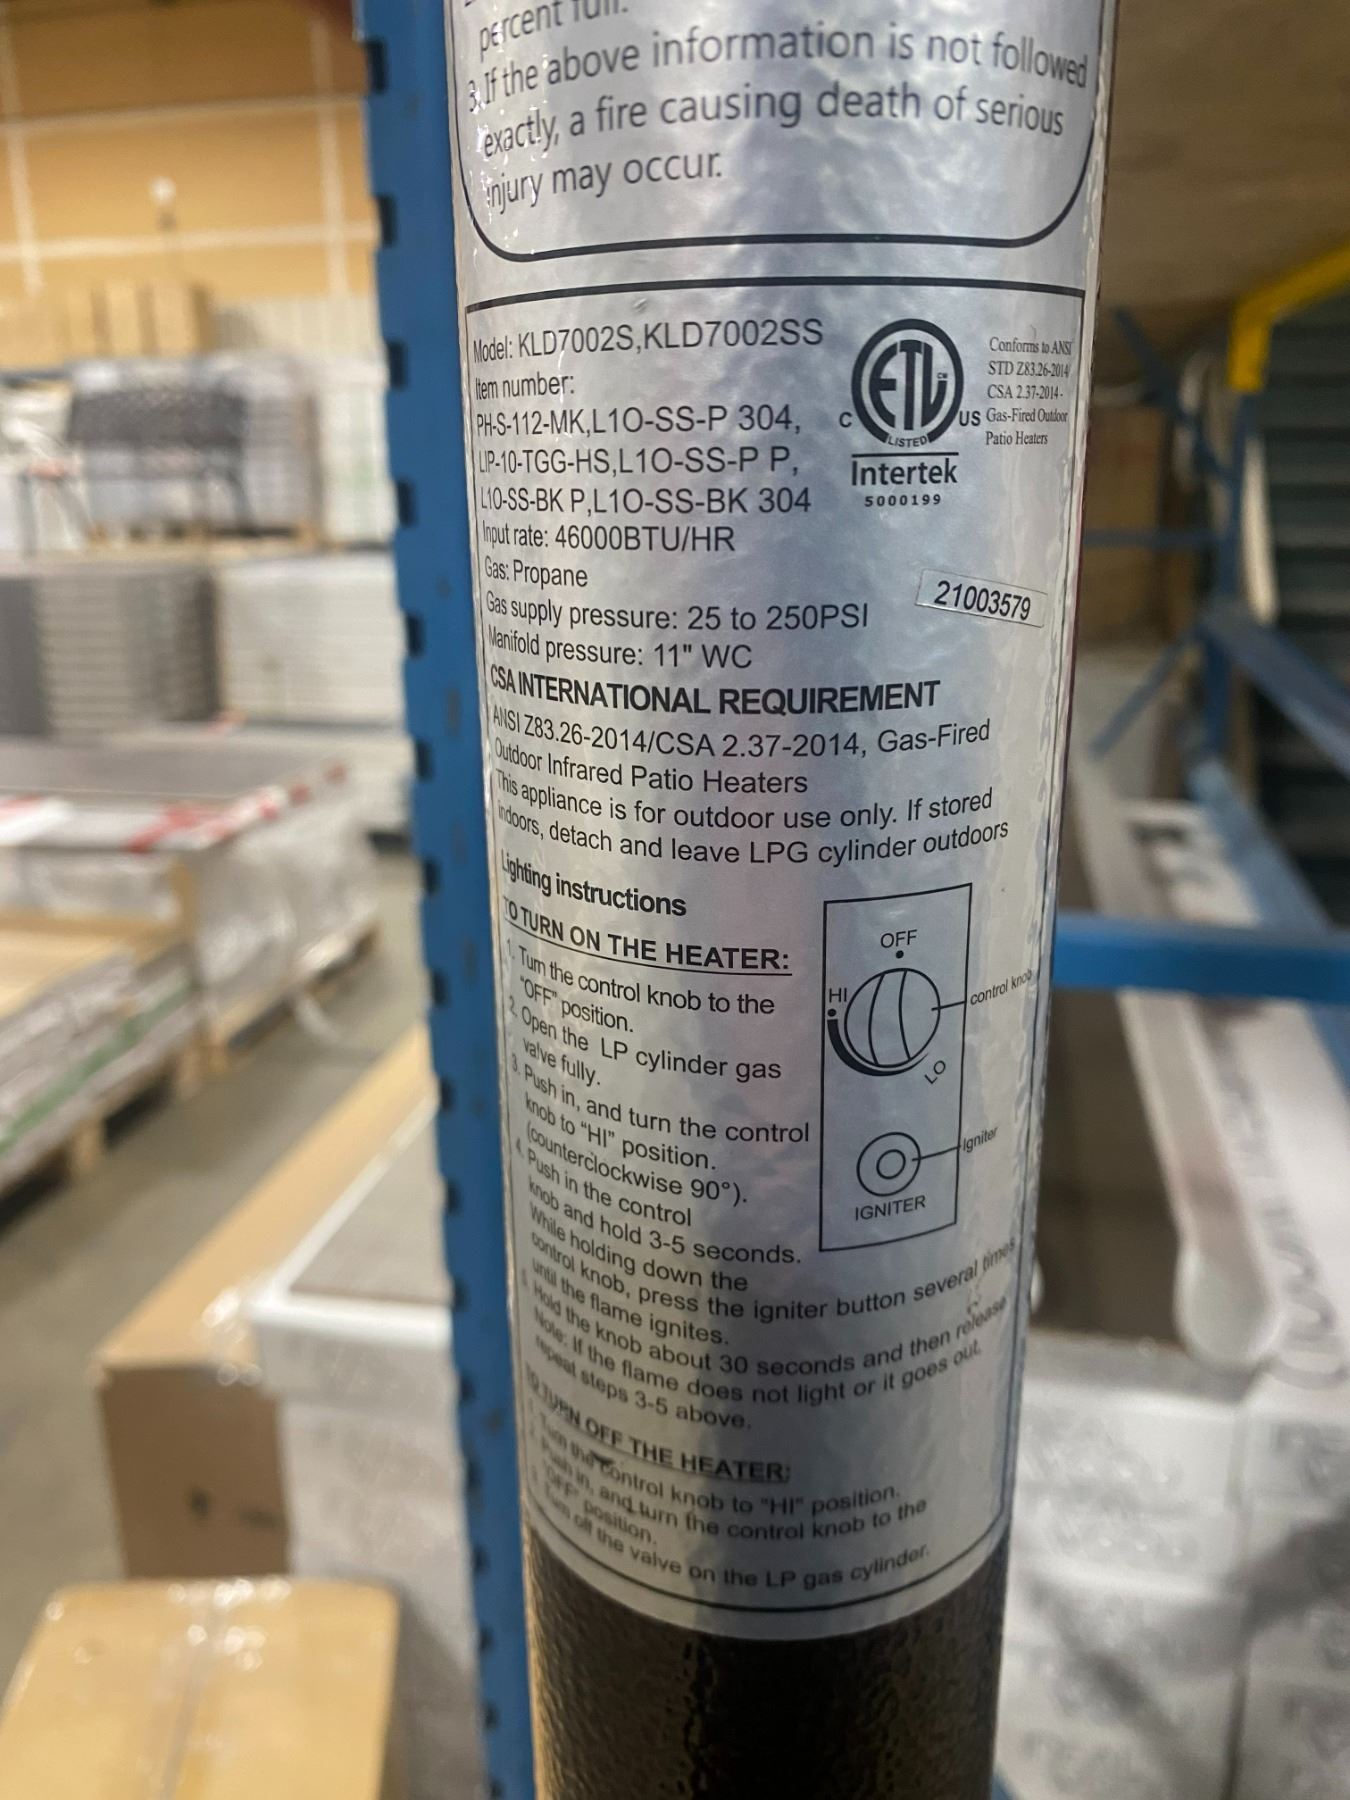 percent full.
3.If the above information is not followed
exactly, a fire causing death of serious
injury may occur.
Model: KLD7002S,KLD7002SS
Item number:
PH-S-112-MK,L1O-SS-P 304,
LIP-10-TGG-HS,L1O-SS-P P,
L10-SS-BK P,L1O-SS-BK 304
Input rate: 46000BTU/HR
Gas: Propane
Gas supply pressure: 25 to 250PSI
Manifold pressure: 11" WC
C
ETL
CM
LISTED
US
Intertek
5000199
Conforms to ANSI
STD Z83.26-2014/
CSA 2.37-2014-
Gas-Fired Outdoor
Patio Heaters
21003579
CSA INTERNATIONAL REQUIREMENT
ANSI Z83.26-2014/CSA 2.37-2014, Gas-Fired
Outdoor Infrared Patio Heaters
This appliance is for outdoor use only. If stored
indoors, detach and leave LPG cylinder outdoors
Lighting instructions
TO TURN ON THE HEATER:
1. Turn the control knob to the
"OFF" position.
2. Open the LP cylinder gas
valve fully.
3. Push in, and turn the control
knob to "HI" position.
(counterclockwise 90°).
4. Push in the control
knob and hold 3-5 seconds.
While holding down the
control knob, press the igniter button several times
until the flame ignites.
5. Hold the knob about 30 seconds and then release
Note: If the flame does not light or it goes out,
repeat steps 3-5 above.
OFF
HI
LO
control knob
Igniter
IGNITER
TO TURN OFF THE HEATER:
1. Turn the control knob to "HI" position.
2. Push in, and turn the control knob to the
"OFF" position.
3. Turn off the valve on the LP gas cylinder.